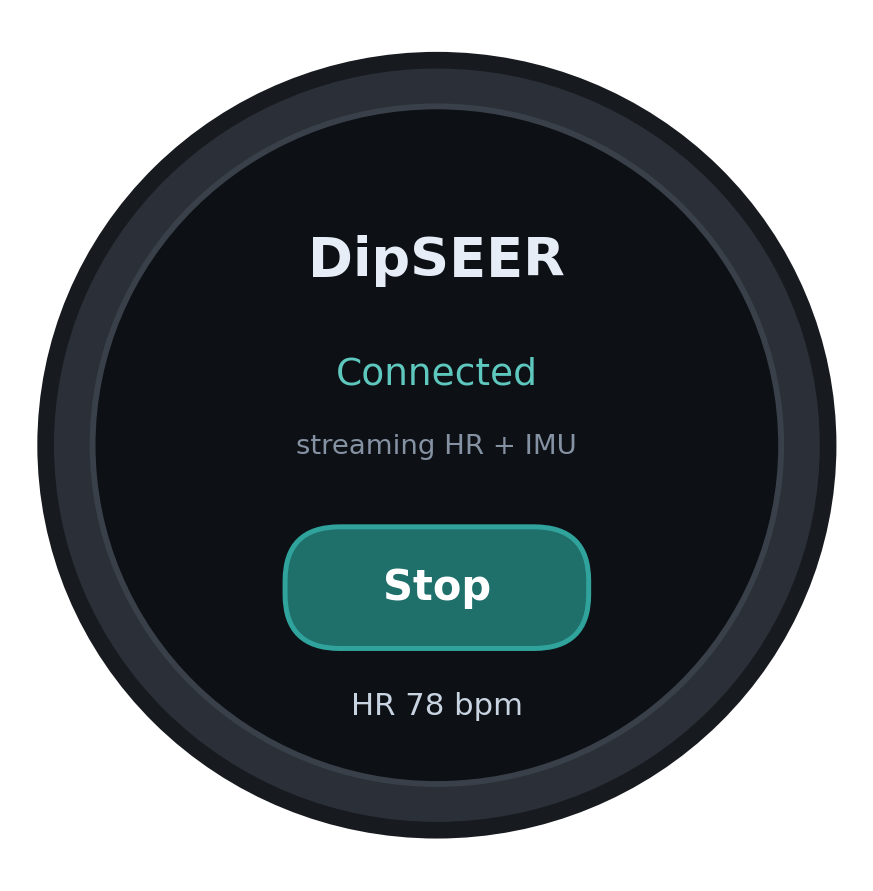 DipSEER
Connected
streaming HR + IMU
Stop
HR 78 bpm